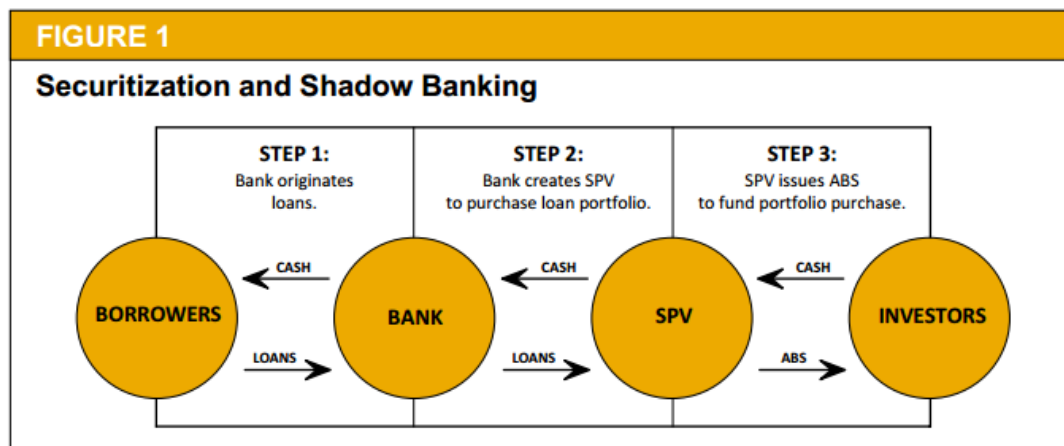 FIGURE 1
Securitization and Shadow Banking
STEP 1:
Bank originates
loans.
STEP 2:
Bank creates SPV
to purchase loan portfolio.
STEP 3:
SPV issues ABS
to fund portfolio purchase.
CASH
CASH
CASH
BORROWERS
BANK
SPV
INVESTORS
LOANS
LOANS
ABS